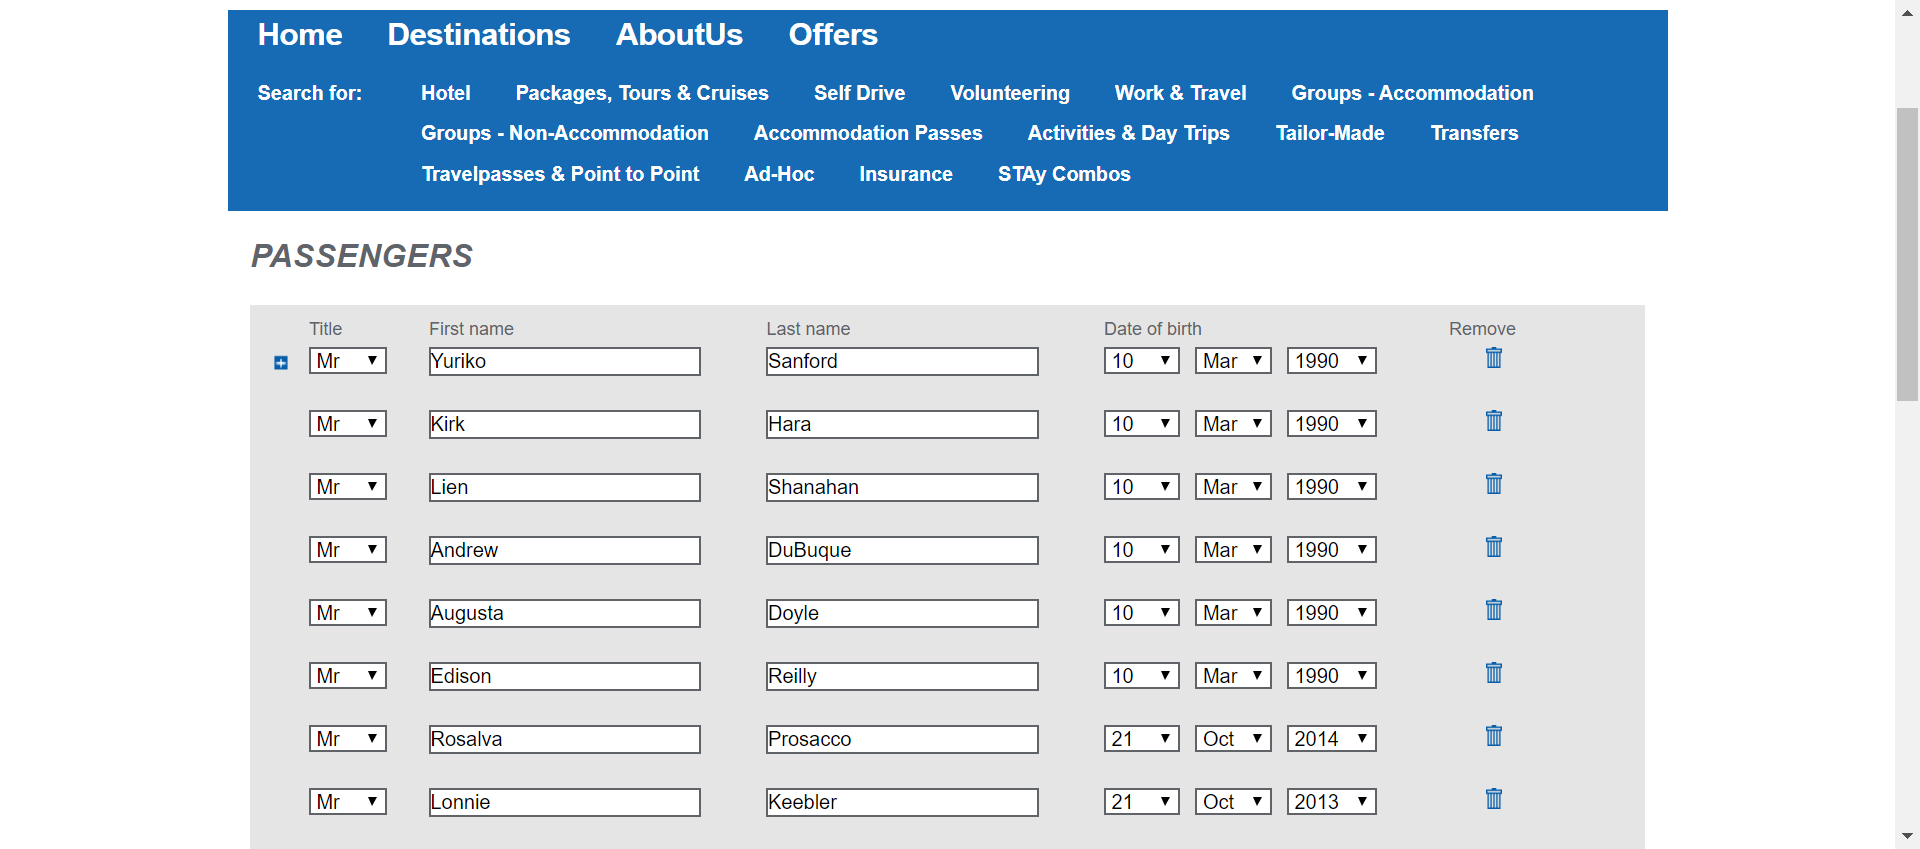 Home Destinations AboutUs Offers
Search for: Hotel Packages, Tours & Cruises Self Drive Volunteering Work & Travel Groups - Accommodation
Groups - Non-Accommodation Accommodation Passes Activities & Day Trips Tailor-Made Transfers
Travelpasses & Point to Point Ad-Hoc Insurance STAy Combos
PASSENGERS
Title First name Last name Date of birth Remove
Mr Yuriko Sanford 10 Mar 1990
Mr Kirk Hara 10 Mar 1990
Mr Lien Shanahan 10 Mar 1990
Mr Andrew DuBuque 10 Mar 1990
Mr Augusta Doyle 10 Mar 1990
Mr Edison Reilly 10 Mar 1990
Mr Rosalva Prosacco 21 Oct 2014
Mr Lonnie Keebler 21 Oct 2013